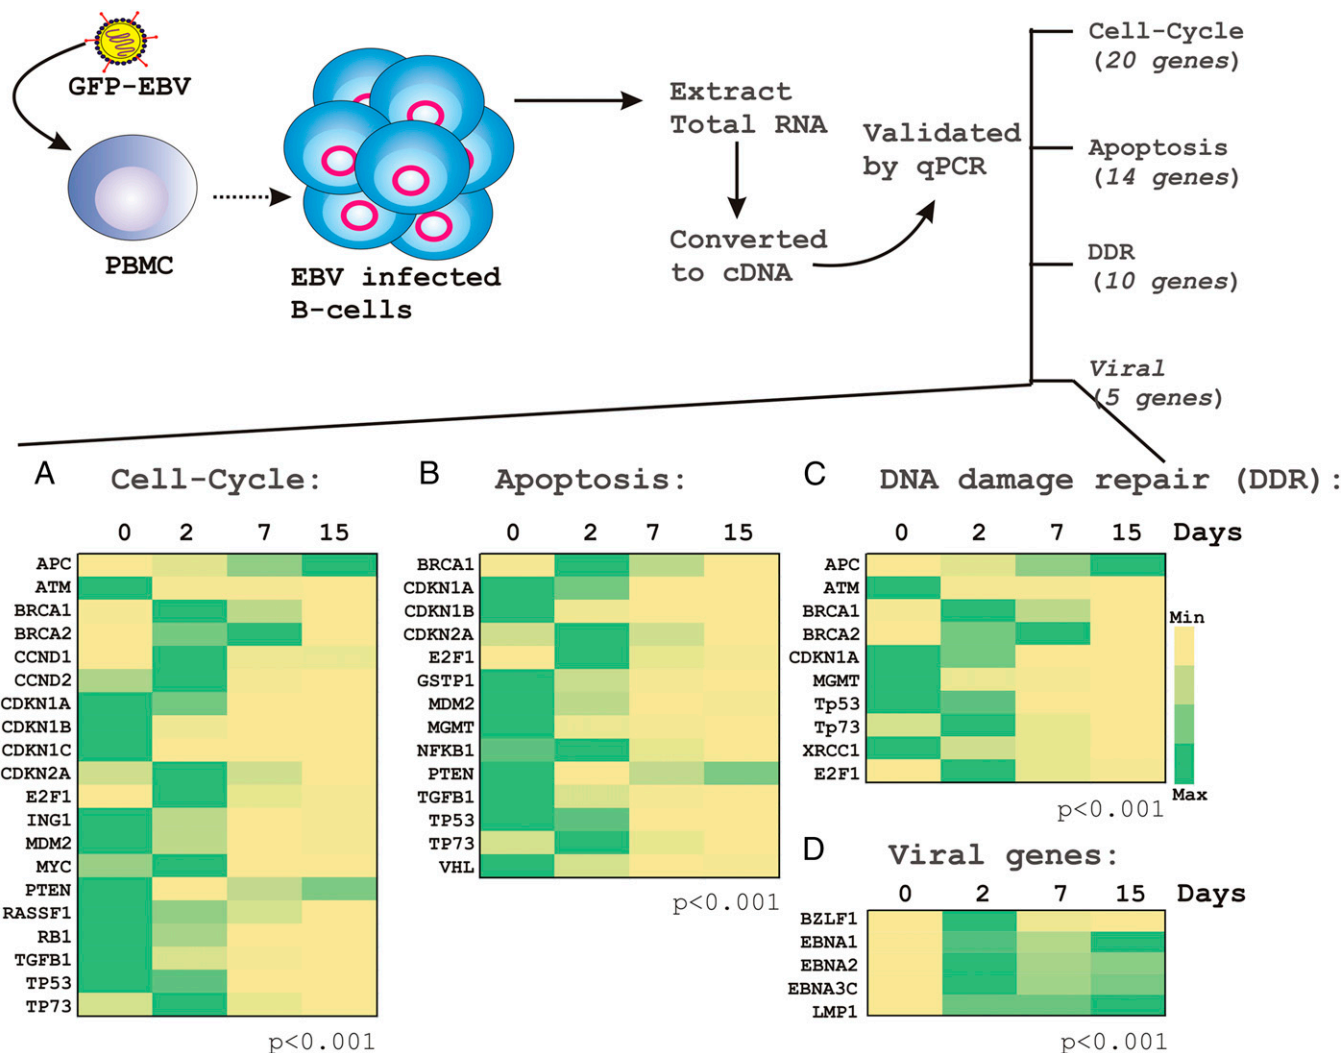 GFP-EBV
PBMC
EBV infected
B-cells
Extract
Total RNA
Converted
to cDNA
Validated
by qPCR
Cell-Cycle
(20 genes)
Apoptosis
(14 genes)
DDR
(10 genes)
Viral
(5 genes)
A Cell-Cycle:
0 2 7 15
APC
ATM
BRCA1
BRCA2
CCND1
CCND2
CDKN1A
CDKN1B
CDKN1C
CDKN2A
E2F1
ING1
MDM2
MYC
PTEN
RASSF1
RB1
TGFB1
TP53
TP73
p<0.001
B Apoptosis:
0 2 7 15
BRCA1
CDKN1A
CDKN1B
CDKN2A
E2F1
GSTP1
MDM2
MGMT
NFKB1
PTEN
TGFB1
TP53
TP73
VHL
p<0.001
C DNA damage repair (DDR):
0 2 7 15 Days
APC
ATM
BRCA1
BRCA2
CDKN1A
MGMT
Tp53
Tp73
XRCC1
E2F1
Min
Max
p<0.001
D Viral genes:
0 2 7 15 Days
BZLF1
EBNA1
EBNA2
EBNA3C
LMP1
p<0.001